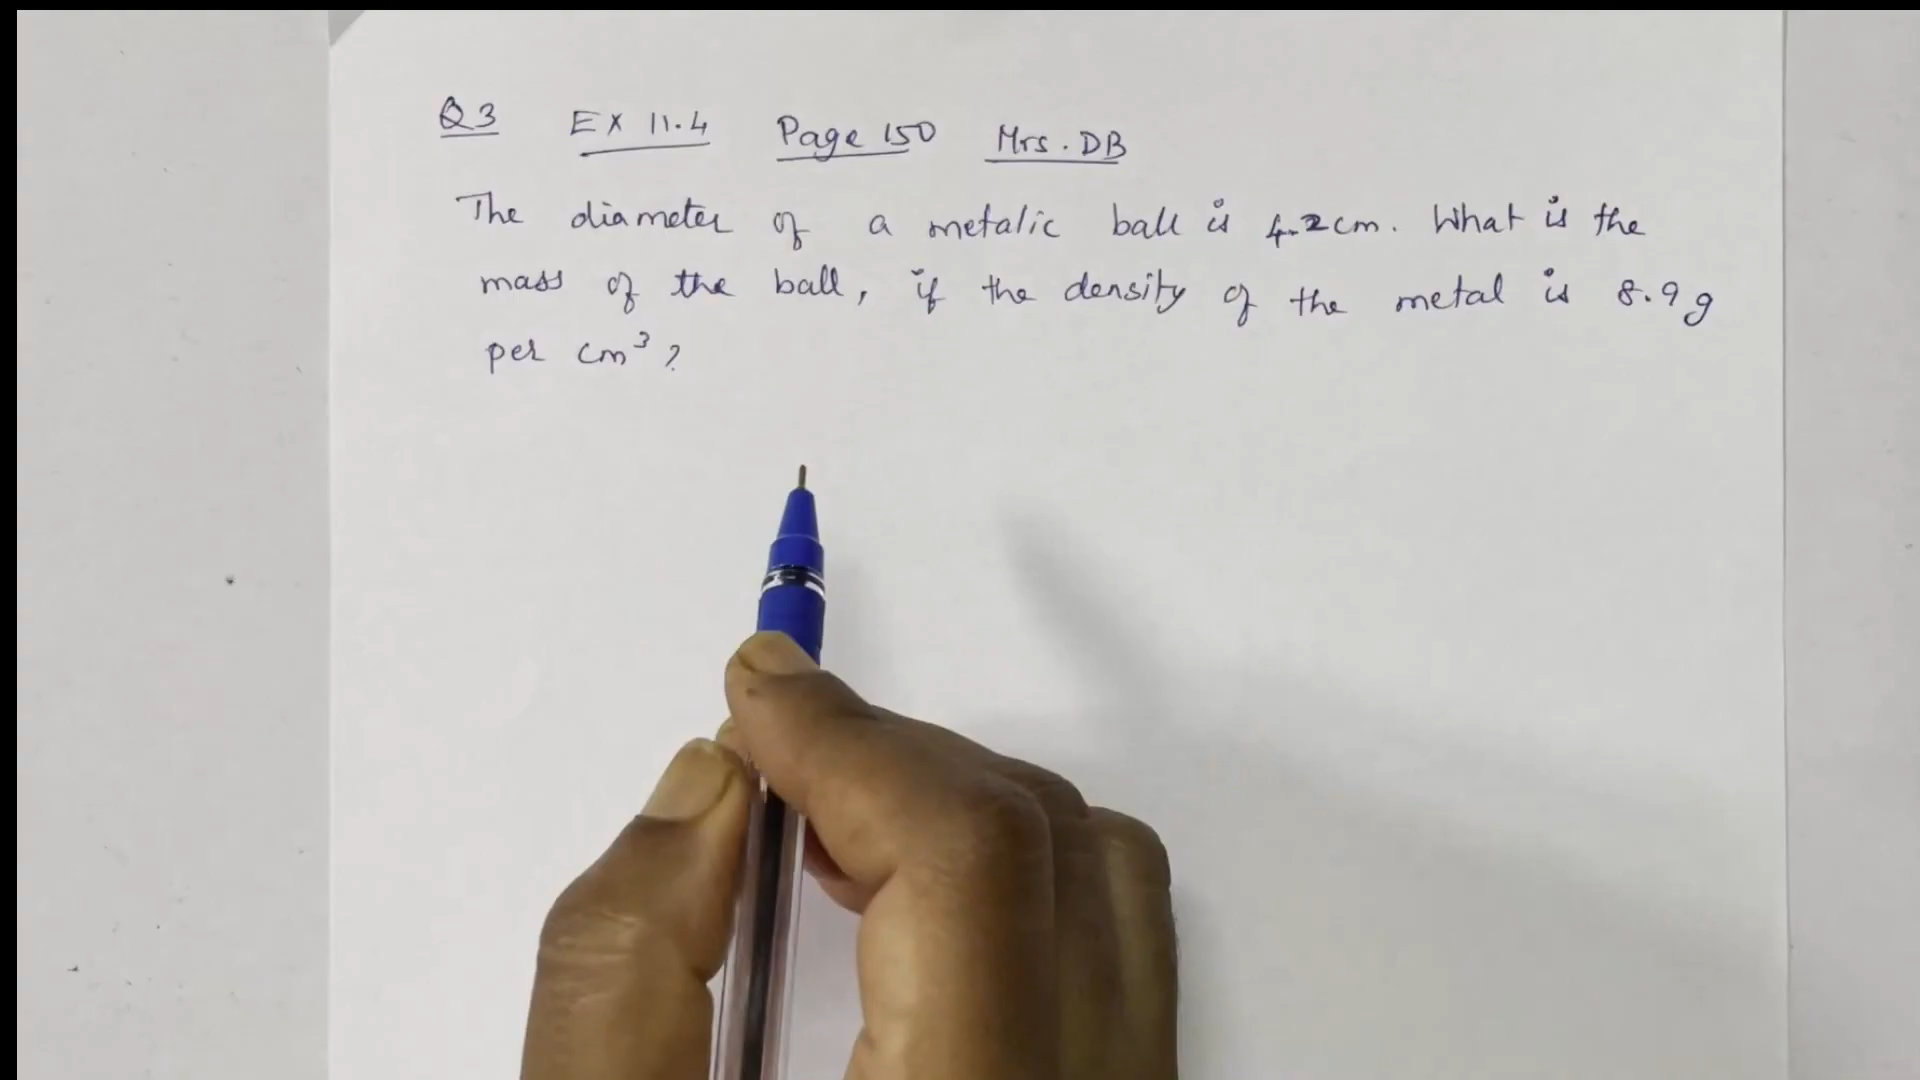 Q3 Ex 11.4 Page 150 Mrs. DB
The diameter of a metalic ball is 4.2cm. What is the
mass of the ball, if the density of the metal is 8.9 g
per cm³?